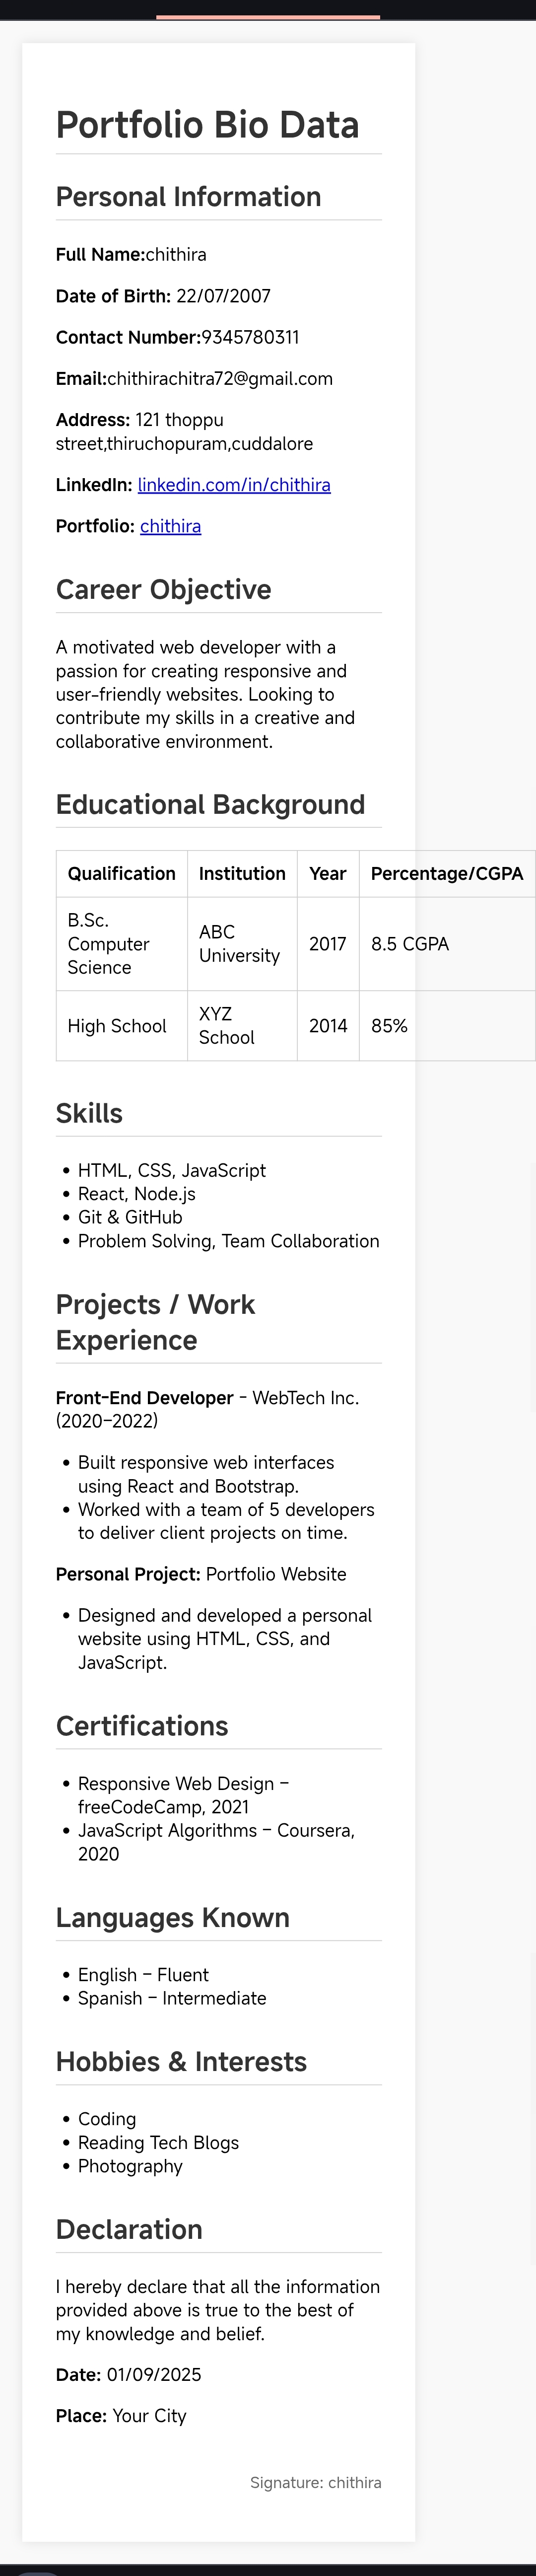 Portfolio Bio Data
Personal Information
Full Name:chithira
Date of Birth: 22/07/2007
Contact Number:9345780311
Email:chithirachitra72@gmail.com
Address: 121 thoppu
street,thiruchopuram,cuddalore
LinkedIn: linkedin.com/in/chithira
Portfolio: chithira
Career Objective
A motivated web developer with a
passion for creating responsive and
user-friendly websites. Looking to
contribute my skills in a creative and
collaborative environment.
Educational Background
Qualification Institution Year Percentage/CGPA
B.Sc.
Computer
Science
ABC
University
2017
8.5 CGPA
High School
XYZ
School
2014
85%
Skills
• HTML, CSS, JavaScript
• React, Node.js
• Git & GitHub
• Problem Solving, Team Collaboration
Projects / Work
Experience
Front-End Developer - WebTech Inc.
(2020–2022)
• Built responsive web interfaces
using React and Bootstrap.
• Worked with a team of 5 developers
to deliver client projects on time.
Personal Project: Portfolio Website
• Designed and developed a personal
website using HTML, CSS, and
JavaScript.
Certifications
• Responsive Web Design –
freeCodeCamp, 2021
• JavaScript Algorithms – Coursera,
2020
Languages Known
• English – Fluent
• Spanish – Intermediate
Hobbies & Interests
• Coding
• Reading Tech Blogs
• Photography
Declaration
I hereby declare that all the information
provided above is true to the best of
my knowledge and belief.
Date: 01/09/2025
Place: Your City
Signature: chithira